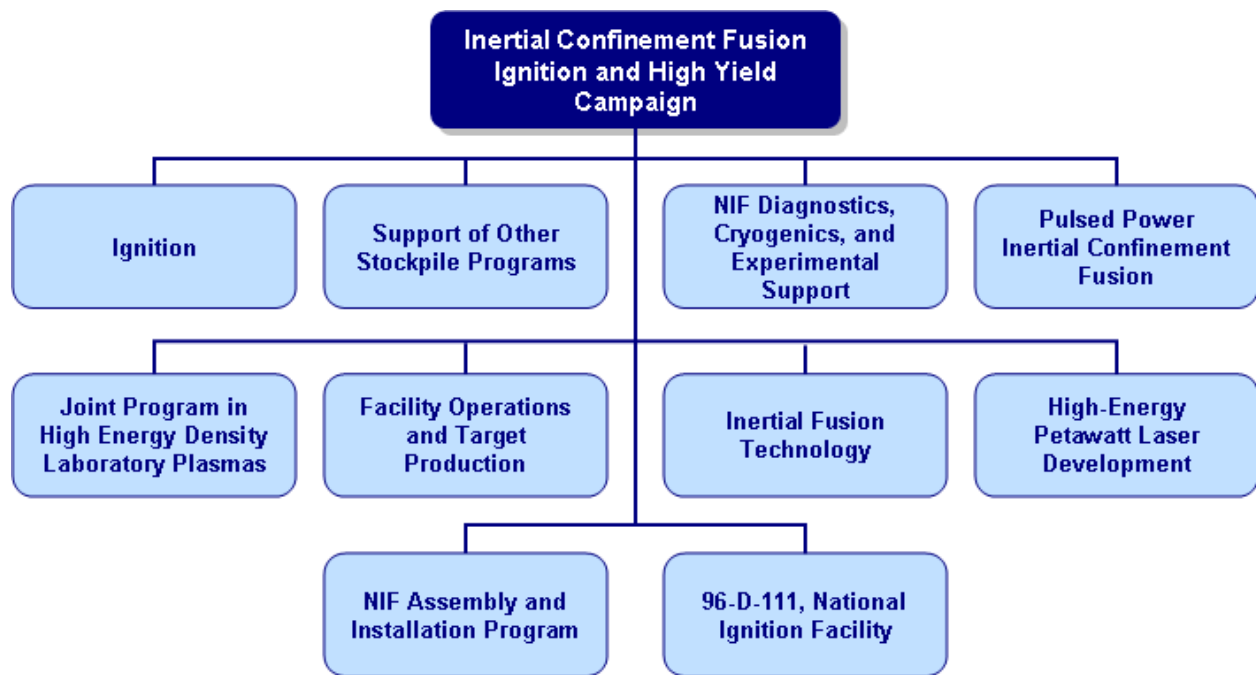 Inertial Confinement Fusion
Ignition and High Yield
Campaign
Ignition
Support of Other
Stockpile Programs
NIF Diagnostics,
Cryogenics, and
Experimental
Support
Pulsed Power
Inertial Confinement
Fusion
Joint Program in
High Energy Density
Laboratory Plasmas
Facility Operations
and Target
Production
Inertial Fusion
Technology
High-Energy
Petawatt Laser
Development
NIF Assembly and
Installation Program
96-D-111, National
Ignition Facility